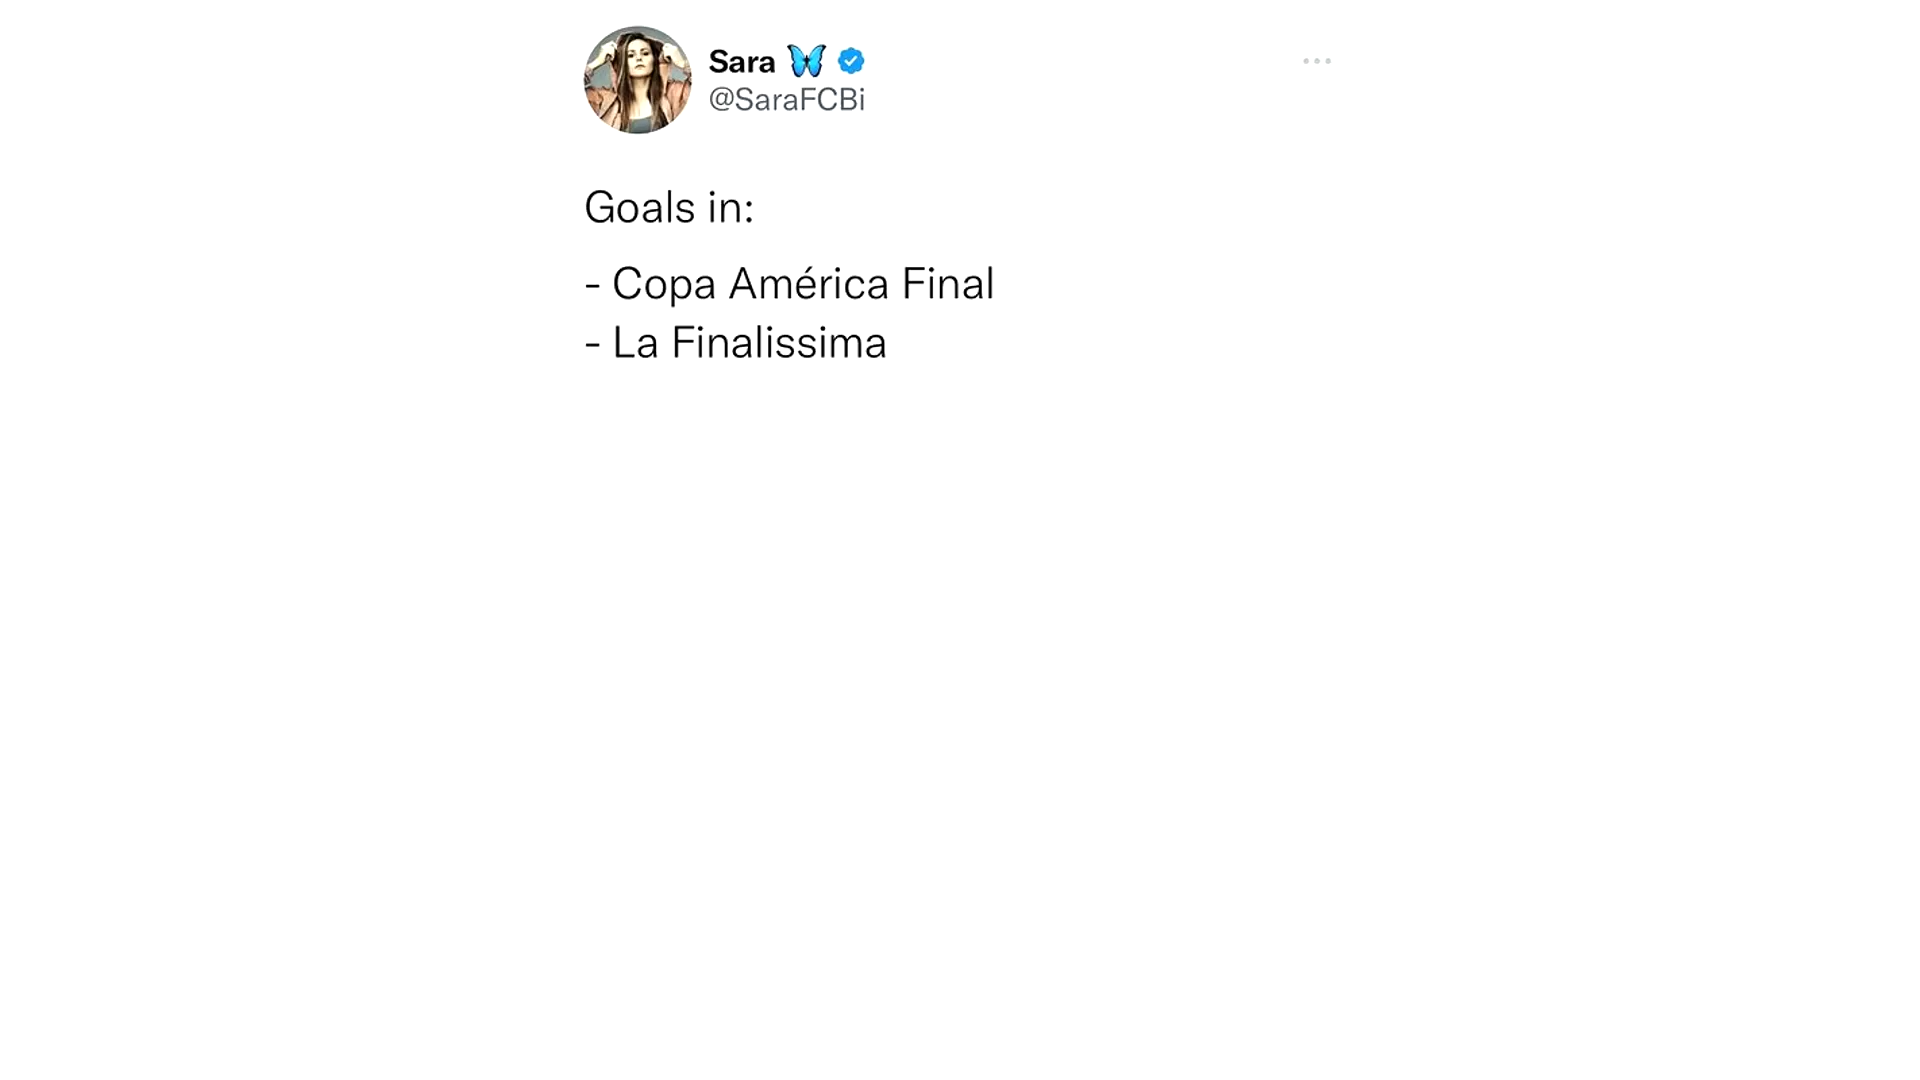 Sara 🦋
@SaraFCBi
Goals in:
- Copa América Final
- La Finalissima